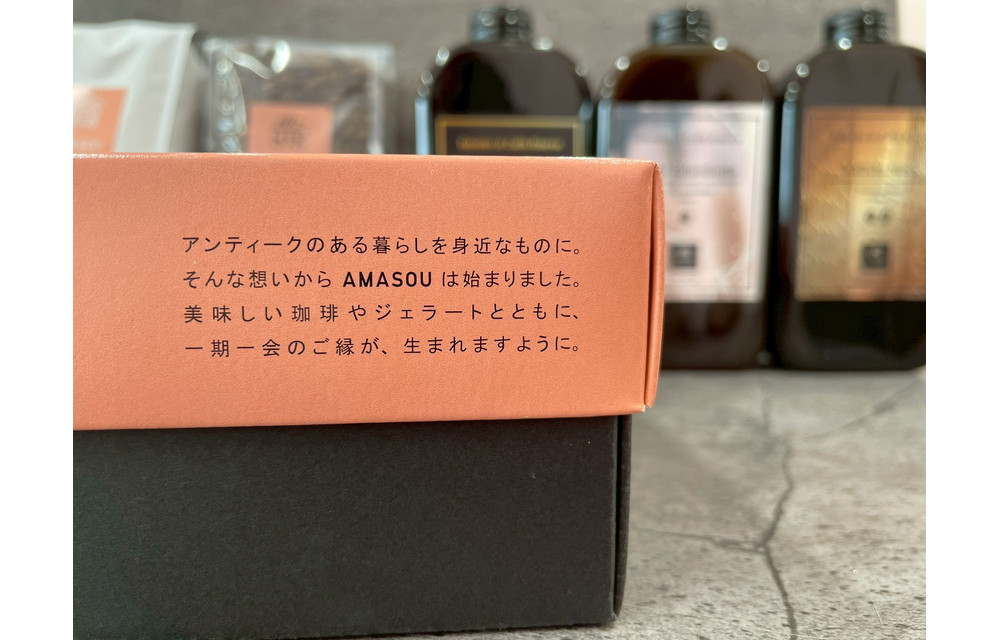 アンティークのある暮らしを身近なものに。
そんな想いから AMASOU は始まりました。
美味しい珈琲やジェラートとともに、
一期一会のご縁が、生まれますように。